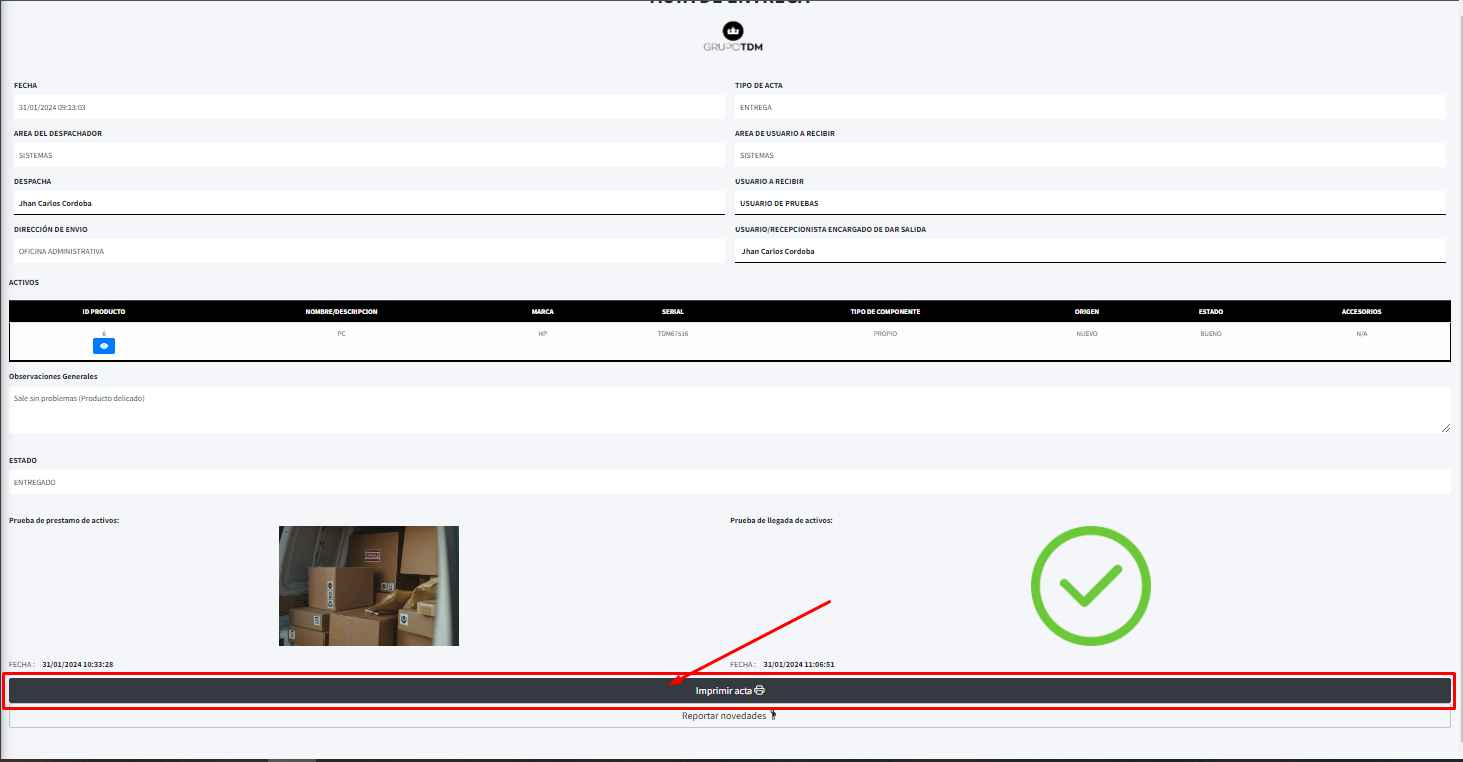 ACTA DE ENTREGA
GRUPOTDM
FECHA
TIPO DE ACTA
31/01/2024 09:13:03
ENTREGA
AREA DEL DESPACHADOR
AREA DE USUARIO A RECIBIR
SISTEMAS
SISTEMAS
DESPACHA
USUARIO A RECIBIR
Jhan Carlos Cordoba
USUARIO DE PRUEBAS
DIRECCIÓN DE ENVIO
USUARIO/RECEPCIONISTA ENCARGADO DE DAR SALIDA
OFICINA ADMINISTRATIVA
Jhan Carlos Cordoba
ACTIVOS
ID PRODUCTO NOMBRE/DESCRIPCION MARCA SERIAL TIPO DE COMPONENTE ORIGEN ESTADO ACCESORIOS
6 PC HP TDM67516 PROPIO NUEVO BUENO N/A
Observaciones Generales
Sale sin problemas (Producto delicado)
ESTADO
ENTREGADO
Prueba de prestamo de activos:
Prueba de llegada de activos:
FECHA : 31/01/2024 10:33:28
FECHA : 31/01/2024 11:06:51
Imprimir acta
Reportar novedades